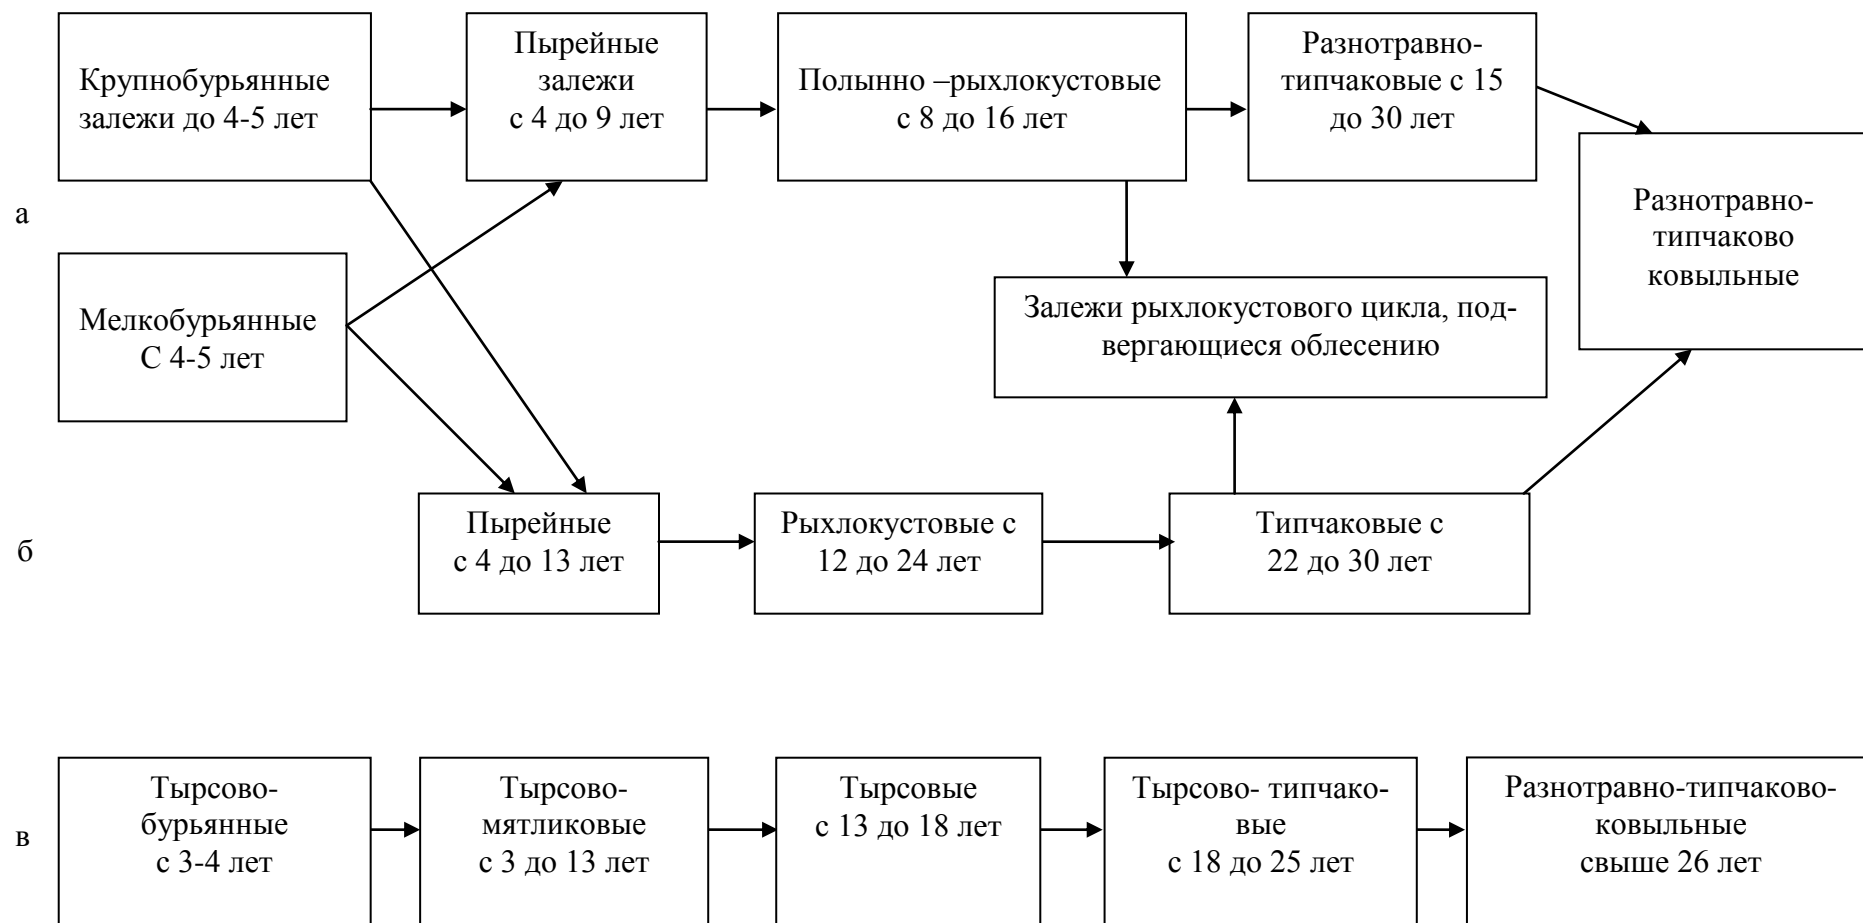 Крупнобурьянные
залежи до 4-5 лет
Пырейные
залежи
с 4 до 9 лет
Полынно –рыхлокустовые
с 8 до 16 лет
Разнотравно-
типчаковые с 15
до 30 лет
Разнотравно-
типчаково
ковыльные
а
Мелкобурьянные
С 4-5 лет
Залежи рыхлокустового цикла, под-
вергающиеся облесению
б
Пырейные
с 4 до 13 лет
Рыхлокустовые с
12 до 24 лет
Типчаковые с
22 до 30 лет
в
Тырсово-
бурьянные
с 3-4 лет
Тырсово-
мятликовые
с 3 до 13 лет
Тырсовые
с 13 до 18 лет
Тырсово- типчако-
вые
с 18 до 25 лет
Разнотравно-типчаково-
ковыльные
свыше 26 лет